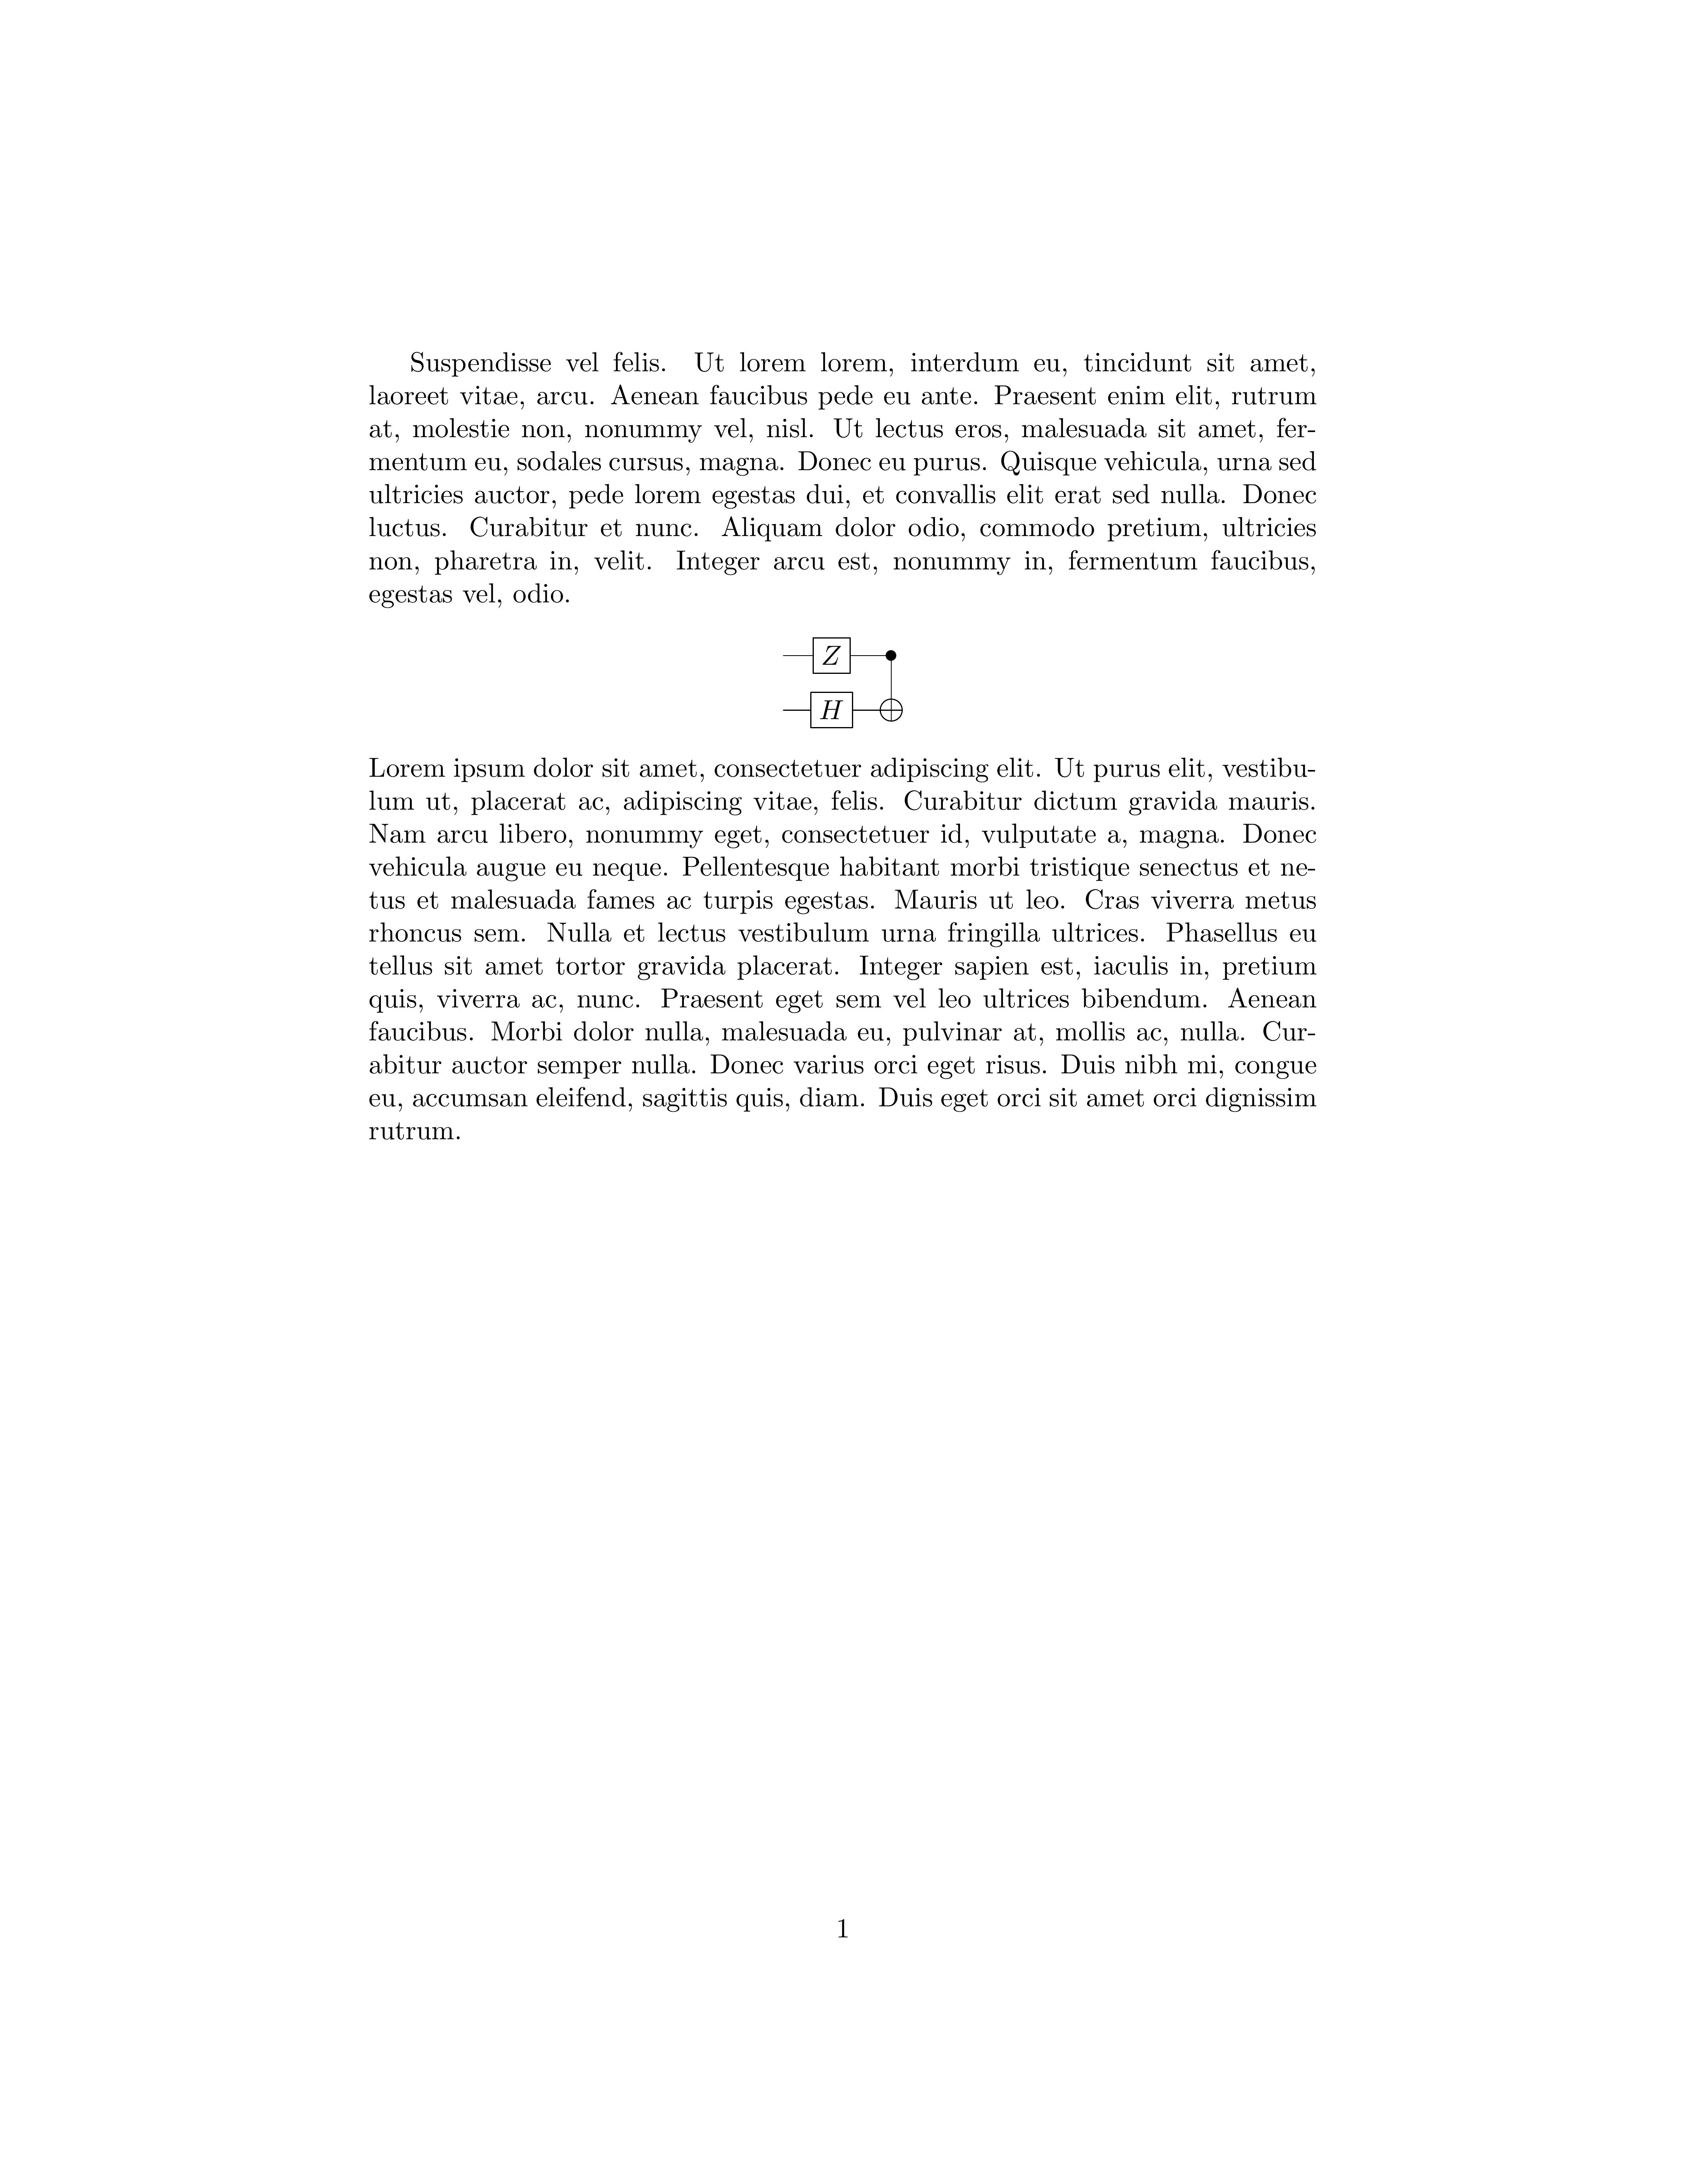 Suspendisse vel felis. Ut lorem lorem, interdum eu, tincidunt sit amet,
laoreet vitae, arcu. Aenean faucibus pede eu ante. Praesent enim elit, rutrum
at, molestie non, nonummy vel, nisl. Ut lectus eros, malesuada sit amet, fer-
mentum eu, sodales cursus, magna. Donec eu purus. Quisque vehicula, urna sed
ultricies auctor, pede lorem egestas dui, et convallis elit erat sed nulla. Donec
luctus. Curabitur et nunc. Aliquam dolor odio, commodo pretium, ultricies
non, pharetra in, velit. Integer arcu est, nonummy in, fermentum faucibus,
egestas vel, odio.
Z
H
Lorem ipsum dolor sit amet, consectetuer adipiscing elit. Ut purus elit, vestibu-
lum ut, placerat ac, adipiscing vitae, felis. Curabitur dictum gravida mauris.
Nam arcu libero, nonummy eget, consectetuer id, vulputate a, magna. Donec
vehicula augue eu neque. Pellentesque habitant morbi tristique senectus et ne-
tus et malesuada fames ac turpis egestas. Mauris ut leo. Cras viverra metus
rhoncus sem. Nulla et lectus vestibulum urna fringilla ultrices. Phasellus eu
tellus sit amet tortor gravida placerat. Integer sapien est, iaculis in, pretium
quis, viverra ac, nunc. Praesent eget sem vel leo ultrices bibendum. Aenean
faucibus. Morbi dolor nulla, malesuada eu, pulvinar at, mollis ac, nulla. Cur-
abitur auctor semper nulla. Donec varius orci eget risus. Duis nibh mi, congue
eu, accumsan eleifend, sagittis quis, diam. Duis eget orci sit amet orci dignissim
rutrum.
1